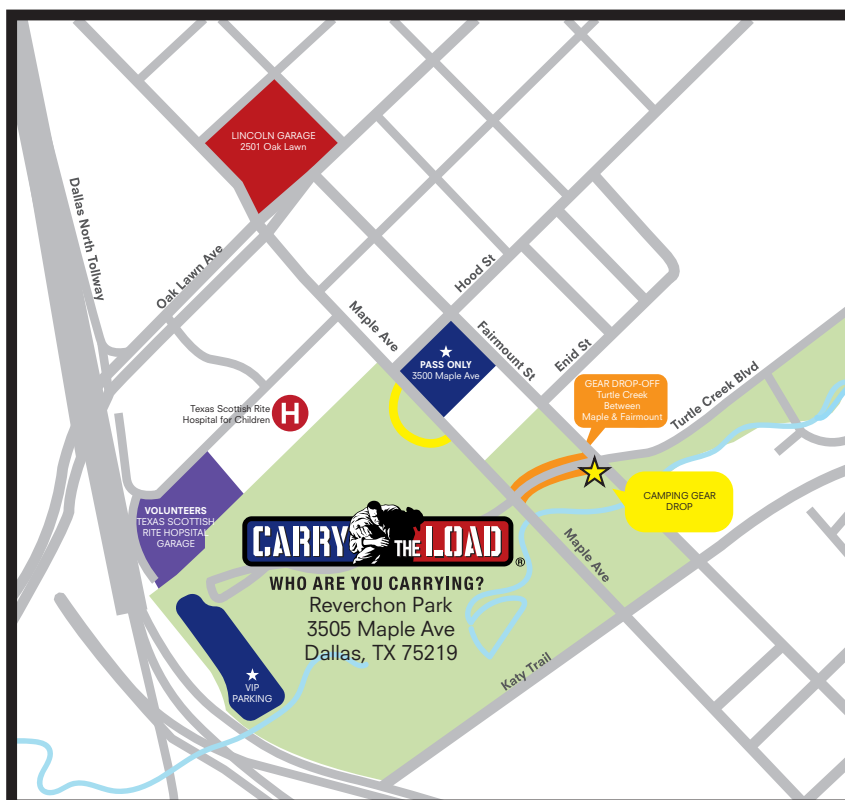 LINCOLN GARAGE
2501 Oak Lawn
Dallas North Tollway
Oak Lawn Ave
Hood St
Maple Ave
Fairmount St
Enid St
★
PASS ONLY
3500 Maple Ave
GEAR DROP-OFF
Turtle Creek
Between
Maple & Fairmount
Turtle Creek Blvd
Texas Scottish Rite
Hospital for Children
H
CAMPING GEAR
DROP
VOLUNTEERS
TEXAS SCOTTISH
RITE HOPSITAL
GARAGE
CARRY THE LOAD®
WHO ARE YOU CARRYING?
Reverchon Park
3505 Maple Ave
Dallas, TX 75219
Maple Ave
Katy Trail
★
VIP
PARKING